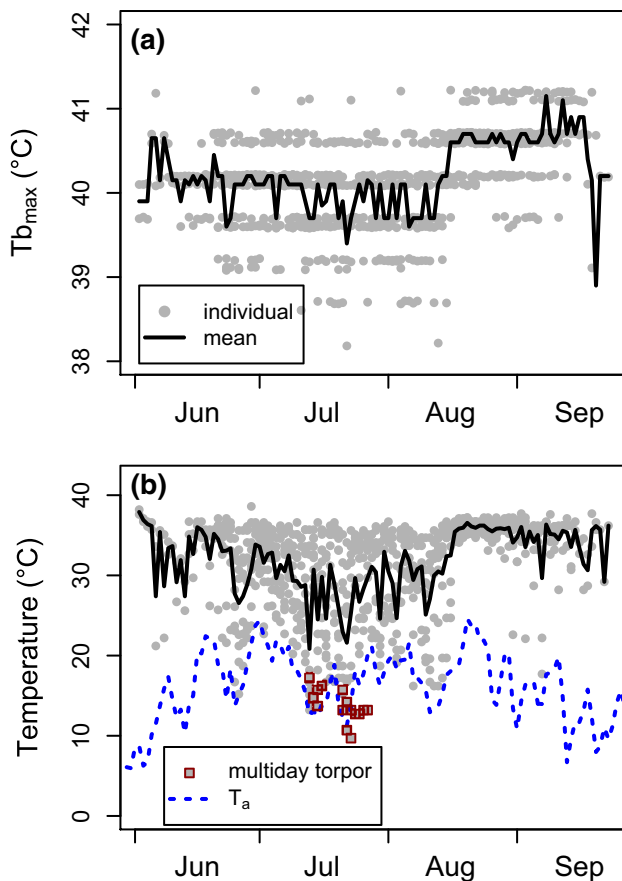 (a)
42
41
40
39
38
Tbmax (°C)
individual
mean
Jun Jul Aug Sep
(b)
40
30
20
10
0
Temperature (°C)
multiday torpor
Ta
Jun Jul Aug Sep